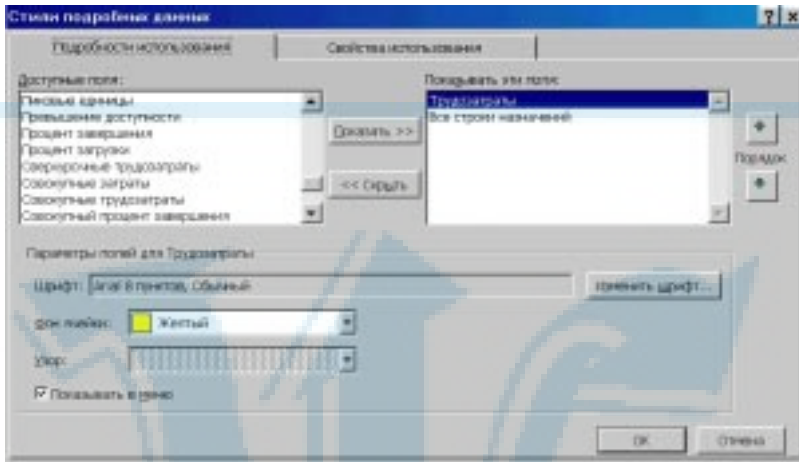 Стили подробных данных
Подробности использования
Свойства использования
Доступные поля:
Пиковые единицы
Превышение доступности
Процент завершения
Процент загрузки
Сверхурочные трудозатраты
Совокупные затраты
Совокупные трудозатраты
Совокупный процент завершения
Показать >>
<< Скрыть
Показывать эти поля:
Трудозатраты
Все строки назначений
Порядок
Параметры полей для Трудозатраты
Шрифт: Arial 8 пунктов, Обычный
Изменить шрифт...
Фон ячейки: Желтый
Узор:
Показывать в меню
OK
Отмена